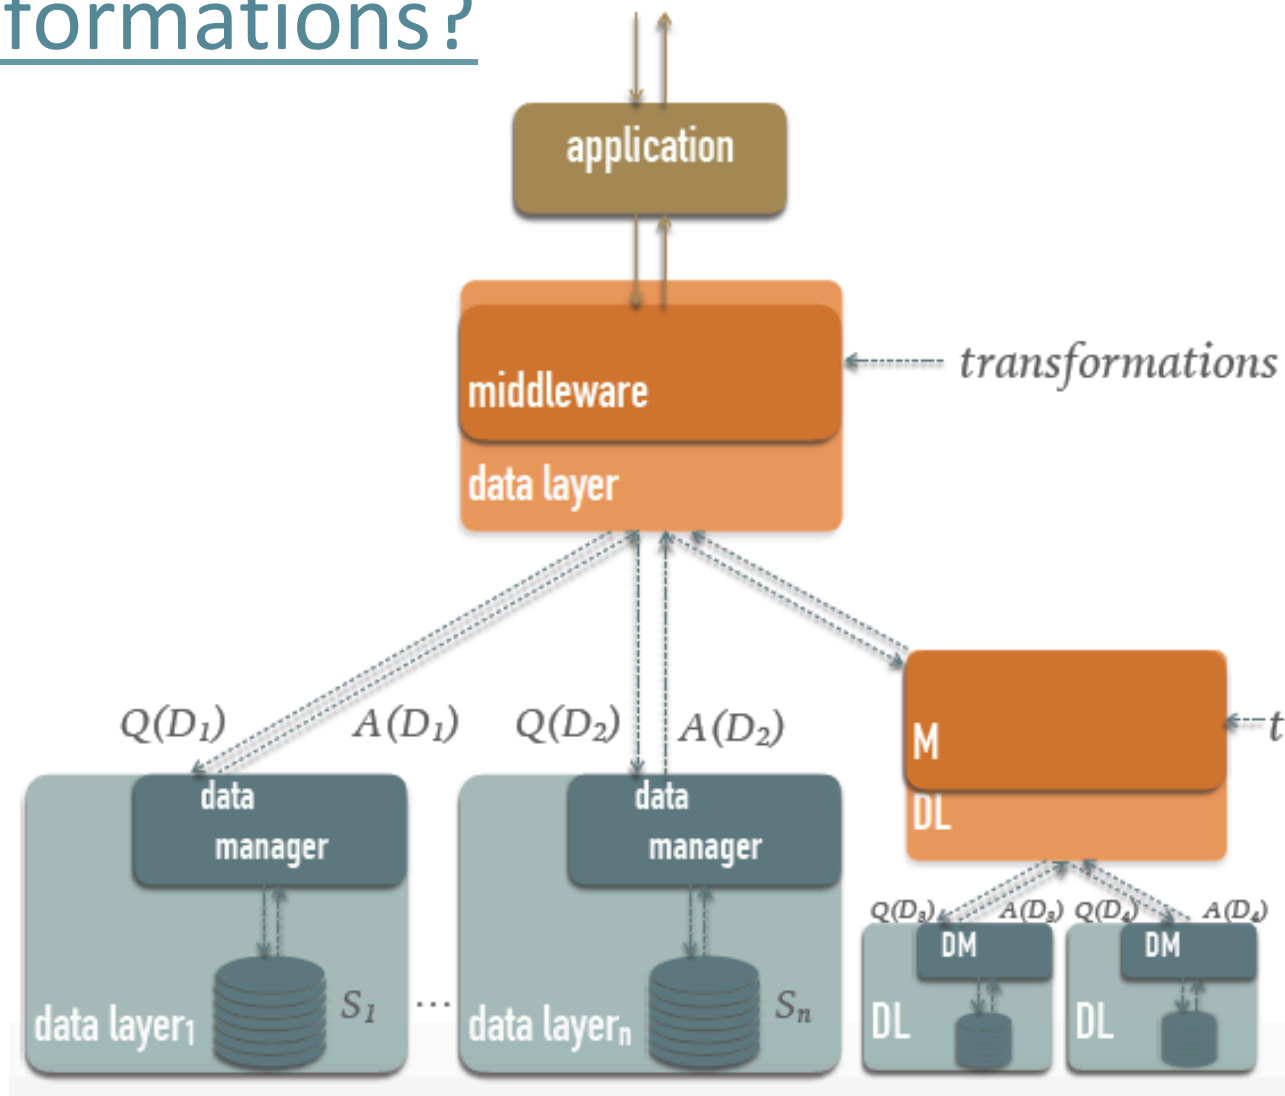 formations?
application
middleware
transformations
data layer
Q(D₁)
A(D₁)
Q(D₂)
A(D₂)
M
t
DL
data
manager
data
manager
Q(D₃)
A(D₃)
Q(D₄)
A(D₄)
DM
DM
data layer₁
S₁
...
data layerₙ
Sₙ
DL
DL